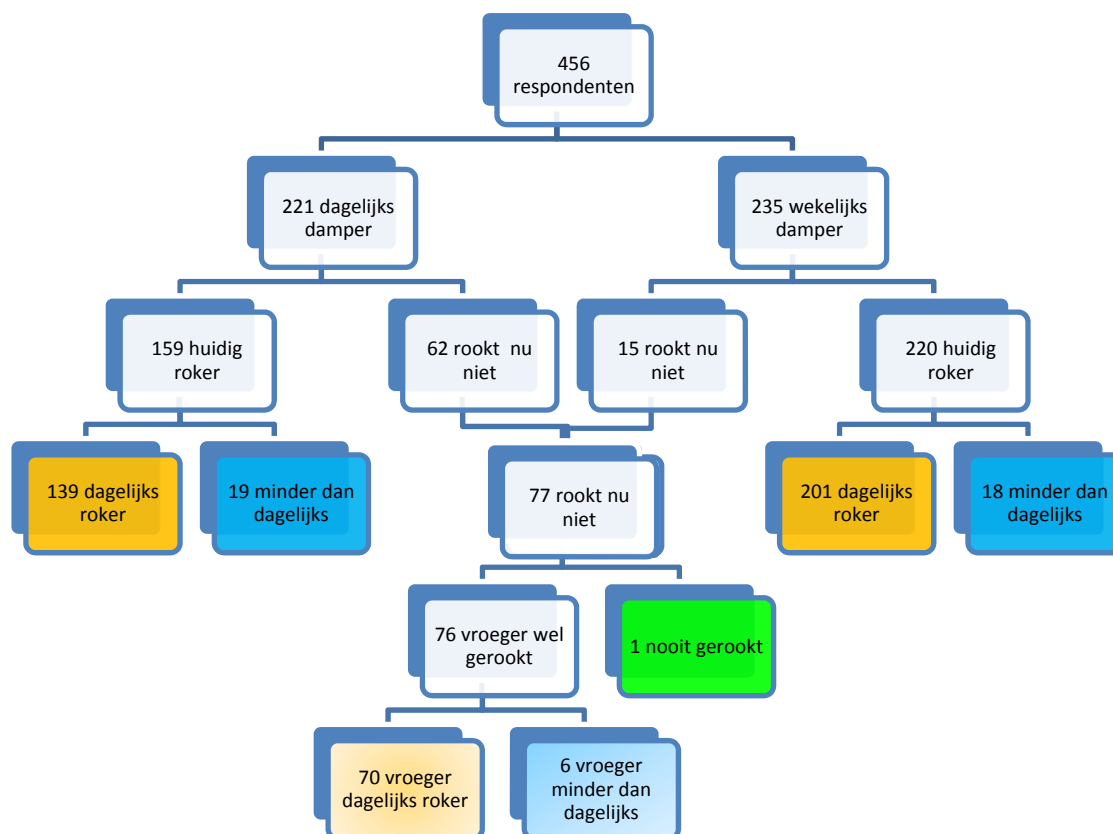 456
respondenten
221 dagelijks
damper
235 wekelijks
damper
159 huidig
roker
62 rookt nu
niet
15 rookt nu
niet
220 huidig
roker
139 dagelijks
roker
19 minder dan
dagelijks
77 rookt nu
niet
201 dagelijks
roker
18 minder dan
dagelijks
76 vroeger wel
gerookt
1 nooit gerookt
70 vroeger
dagelijks roker
6 vroeger
minder dan
dagelijks